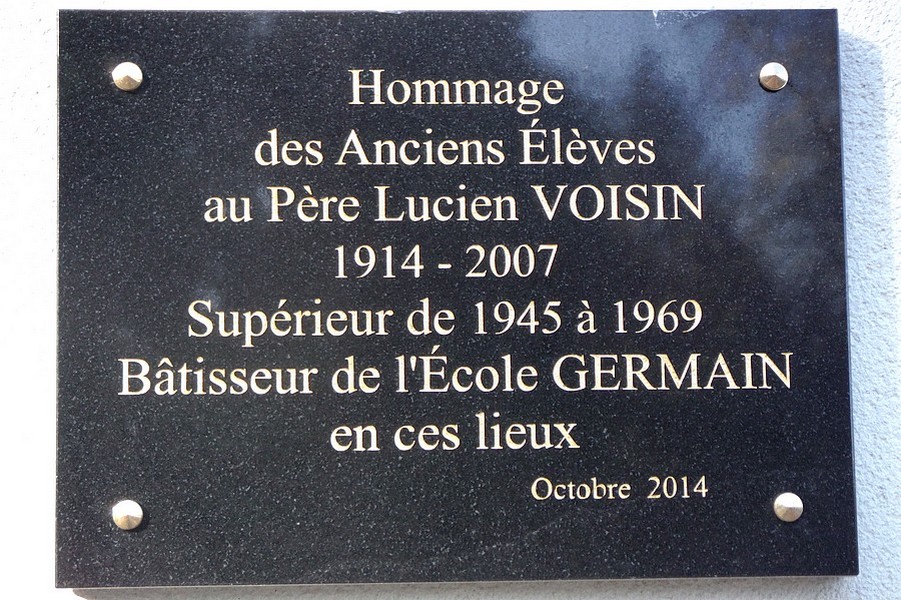 Hommage
des Anciens Élèves
au Père Lucien VOISIN
1914 - 2007
Supérieur de 1945 à 1969
Bâtisseur de l'École GERMAIN
en ces lieux
Octobre 2014